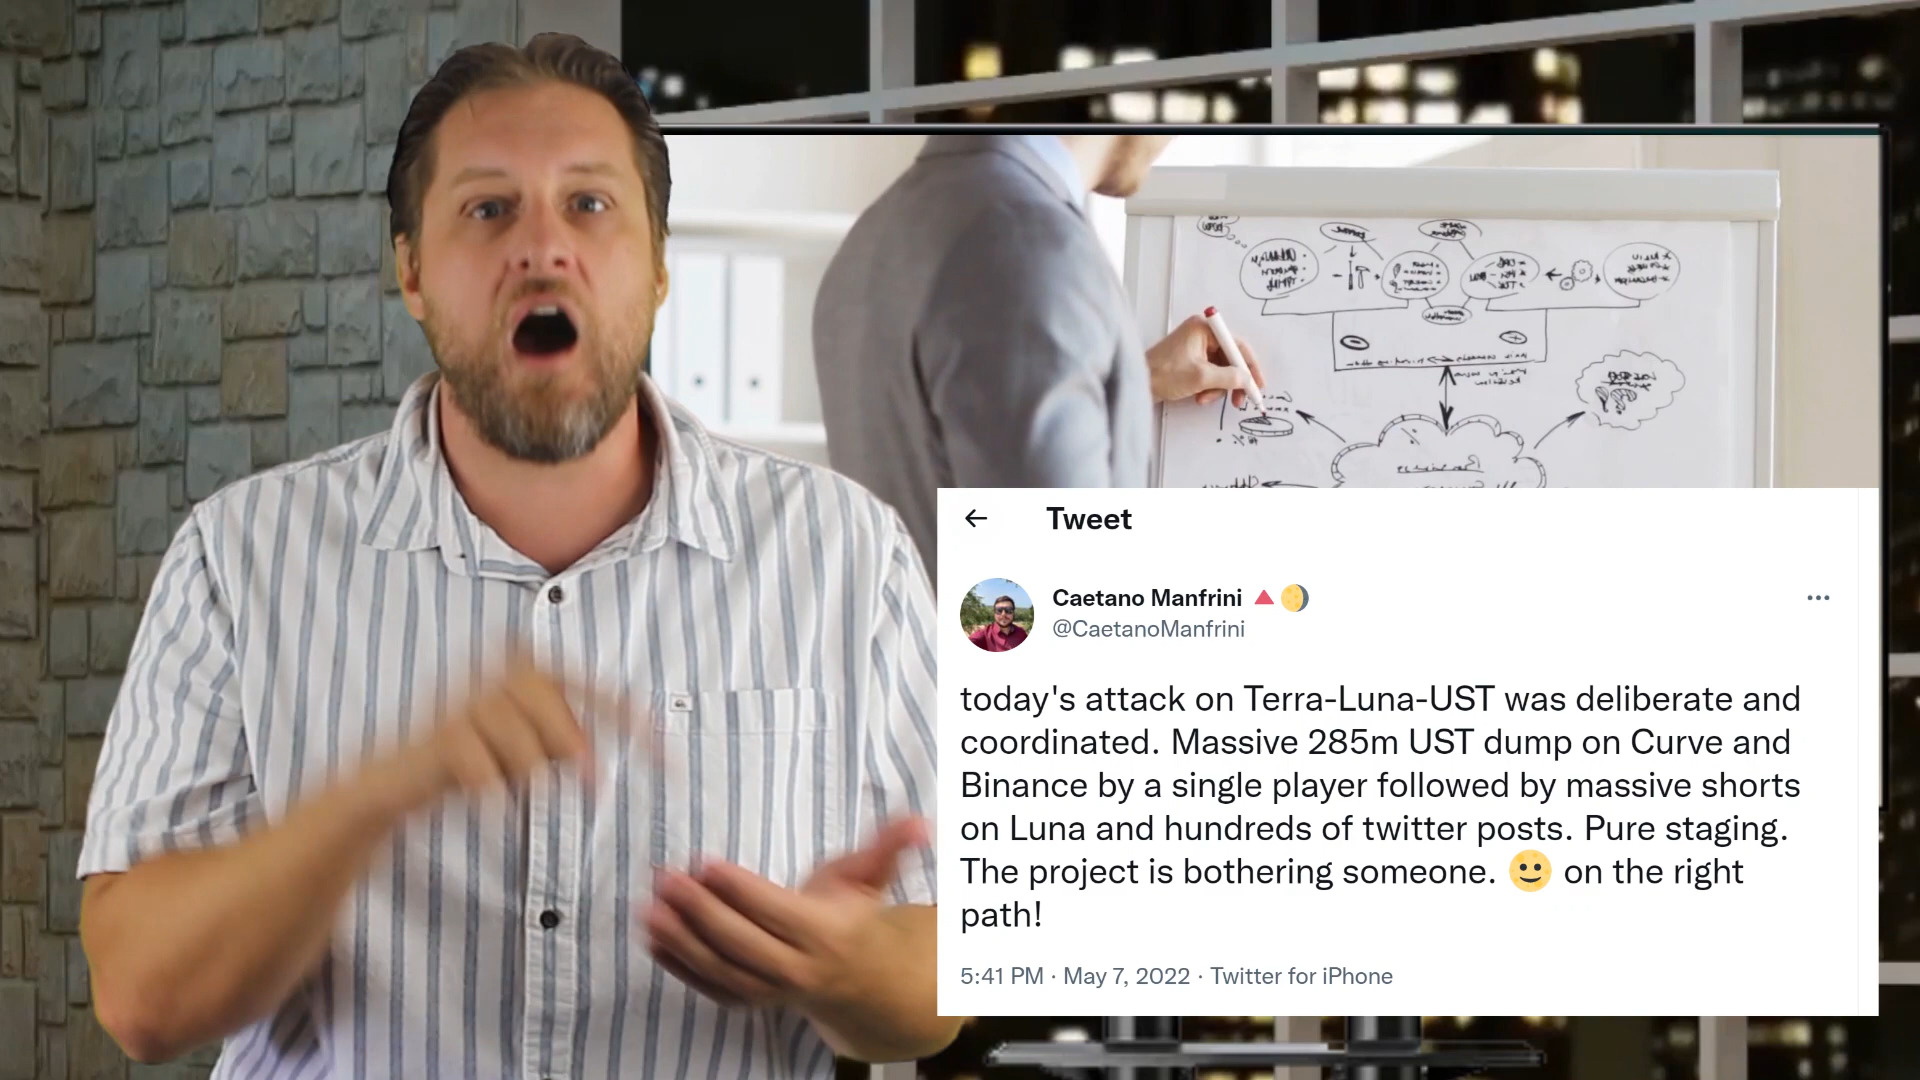 Tweet
Caetano Manfrini 🔺🌖
@CaetanoManfrini
today's attack on Terra-Luna-UST was deliberate and
coordinated. Massive 285m UST dump on Curve and
Binance by a single player followed by massive shorts
on Luna and hundreds of twitter posts. Pure staging.
The project is bothering someone. 🌝 on the right
path!
5:41 PM · May 7, 2022 · Twitter for iPhone